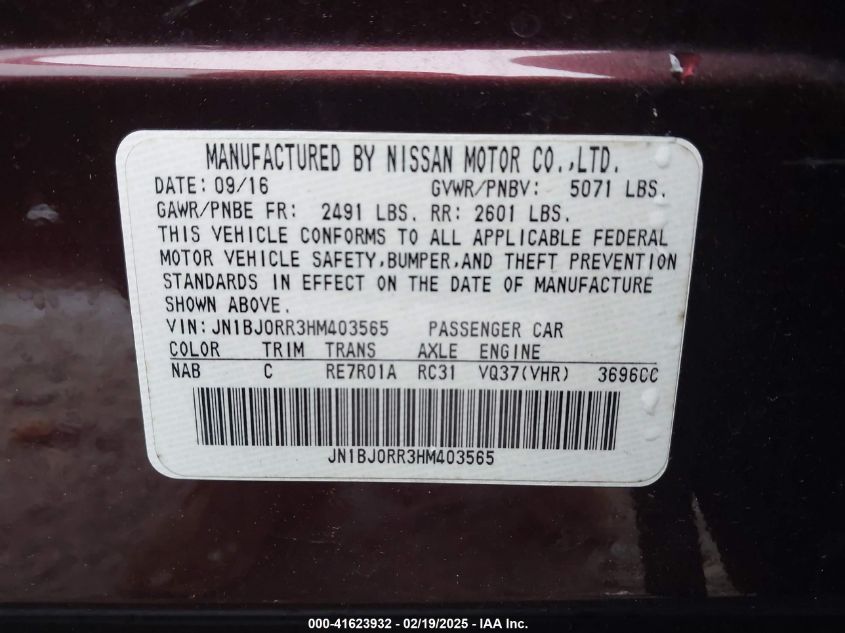 MANUFACTURED BY NISSAN MOTOR CO.,LTD.
DATE: 09/16 GVWR/PNBV: 5071 LBS.
GAWR/PNBE FR: 2491 LBS. RR: 2601 LBS.
THIS VEHICLE CONFORMS TO ALL APPLICABLE FEDERAL
MOTOR VEHICLE SAFETY,BUMPER,AND THEFT PREVENTION
STANDARDS IN EFFECT ON THE DATE OF MANUFACTURE
SHOWN ABOVE.
VIN:JN1BJ0RR3HM403565 PASSENGER CAR
COLOR TRIM TRANS AXLE ENGINE
NAB C RE7R01A RC31 VQ37(VHR) 3696CC
JN1BJ0RR3HM403565
000-41623932 - 02/19/2025 - IAA Inc.